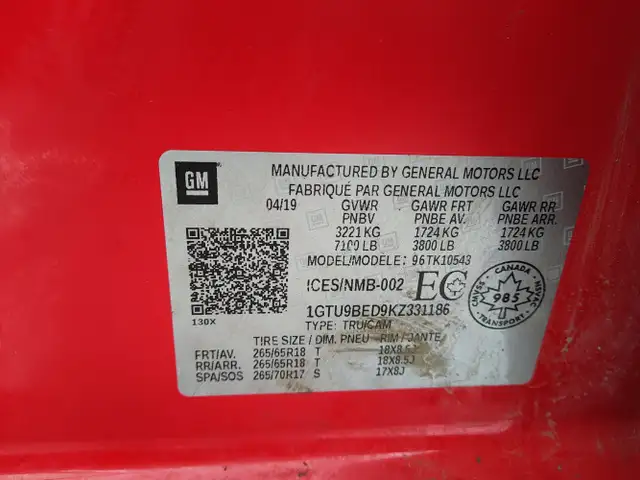 GM
MANUFACTURED BY GENERAL MOTORS LLC
FABRIQUÉ PAR GENERAL MOTORS LLC
04/19 GVWR GAWR FRT GAWR RR
PNBV PNBE AV. PNBE ARR.
3221 KG 1724 KG 1724 KG
7100 LB 3800 LB 3800 LB
MODEL/MODELE: 96TK10543
ICES/NMB-002 EC
130X
1GTU9BED9KZ331186
TYPE: TRU/CAM
TIRE SIZE / DIM. PNEU RIM / JANTE
FRT/AV. 265/65R18 T 18X8.5J
RR/ARR. 265/65R18 T 18X8.5J
SPA/SOS 265/70R17 S 17X8J
CANADA
CMVSS
985
NSVAC
TRANSPORT